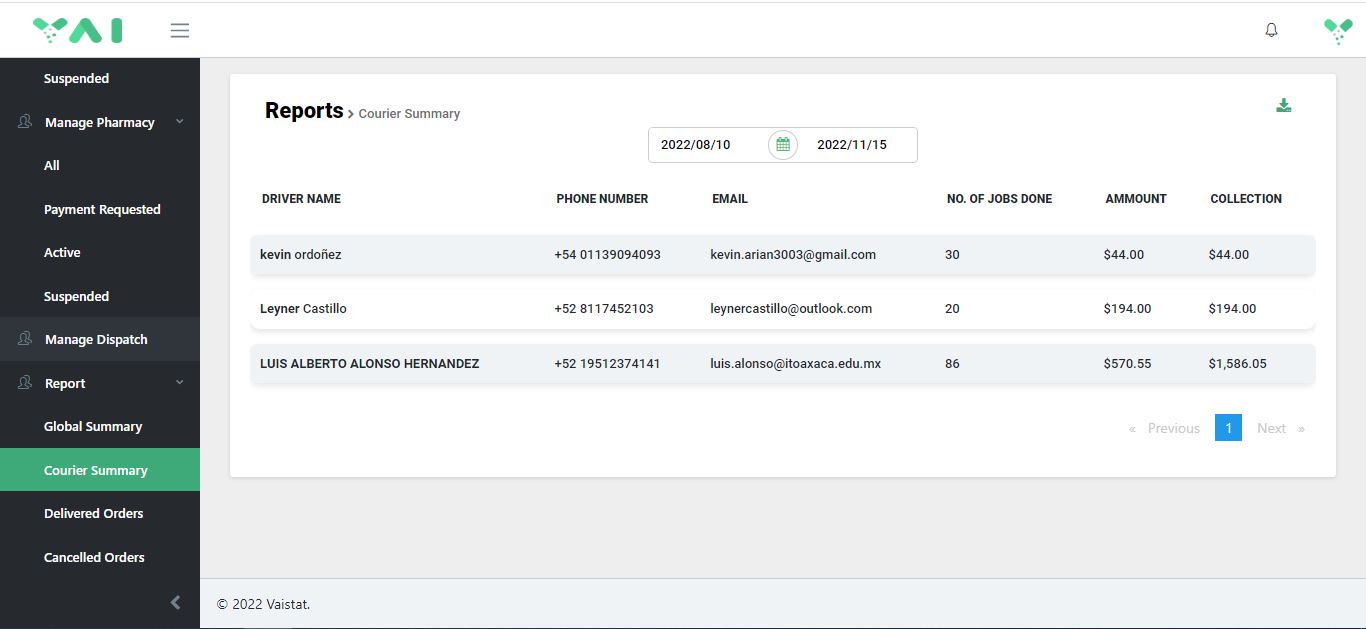 VAI
Suspended
Manage Pharmacy
All
Payment Requested
Active
Suspended
Manage Dispatch
Report
Global Summary
Courier Summary
Delivered Orders
Cancelled Orders
Reports > Courier Summary
2022/08/10 2022/11/15
DRIVER NAME PHONE NUMBER EMAIL NO. OF JOBS DONE AMMOUNT COLLECTION
kevin ordoñez +54 01139094093 kevin.arian3003@gmail.com 30 $44.00 $44.00
Leyner Castillo +52 8117452103 leynercastillo@outlook.com 20 $194.00 $194.00
LUIS ALBERTO ALONSO HERNANDEZ +52 19512374141 luis.alonso@itoaxaca.edu.mx 86 $570.55 $1,586.05
« Previous 1 Next »
© 2022 Vaistat.